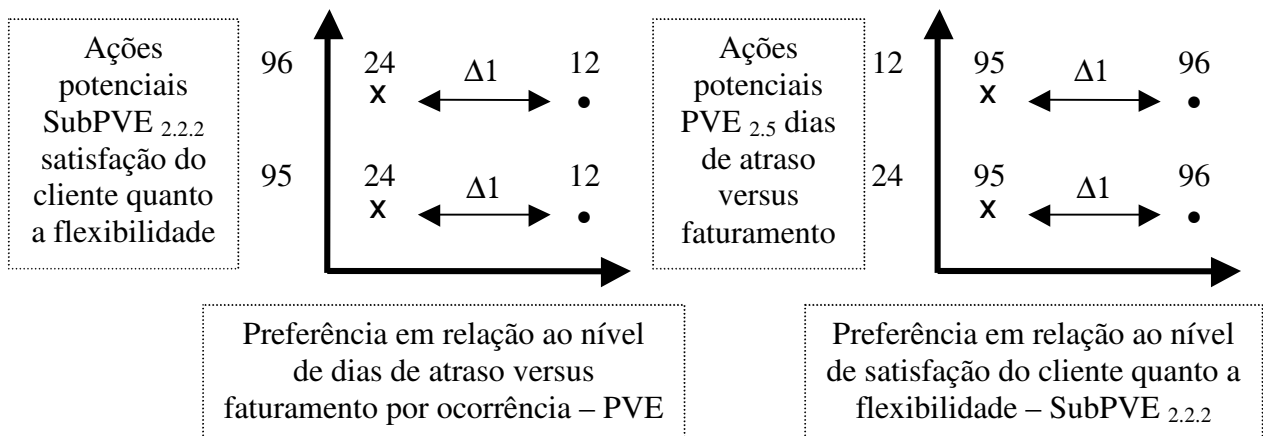 Ações
potenciais
SubPVE 2.2.2
satisfação do
cliente quanto
a flexibilidade
96
24
Δ1
12
x
95
24
Δ1
12
x
Preferência em relação ao nível
de dias de atraso versus
faturamento por ocorrência – PVE
Ações
potenciais
PVE 2.5 dias
de atraso
versus
faturamento
12
95
Δ1
96
x
24
95
Δ1
96
x
Preferência em relação ao nível
de satisfação do cliente quanto a
flexibilidade – SubPVE 2.2.2